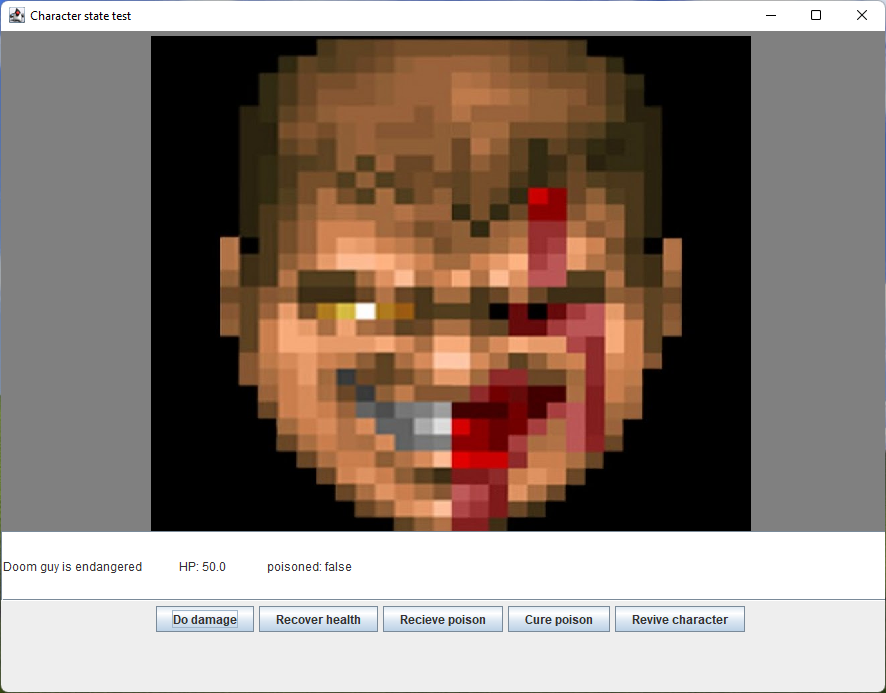 Character state test
Doom guy is endangered HP: 50.0 poisoned: false
Do damage Recover health Recieve poison Cure poison Revive character